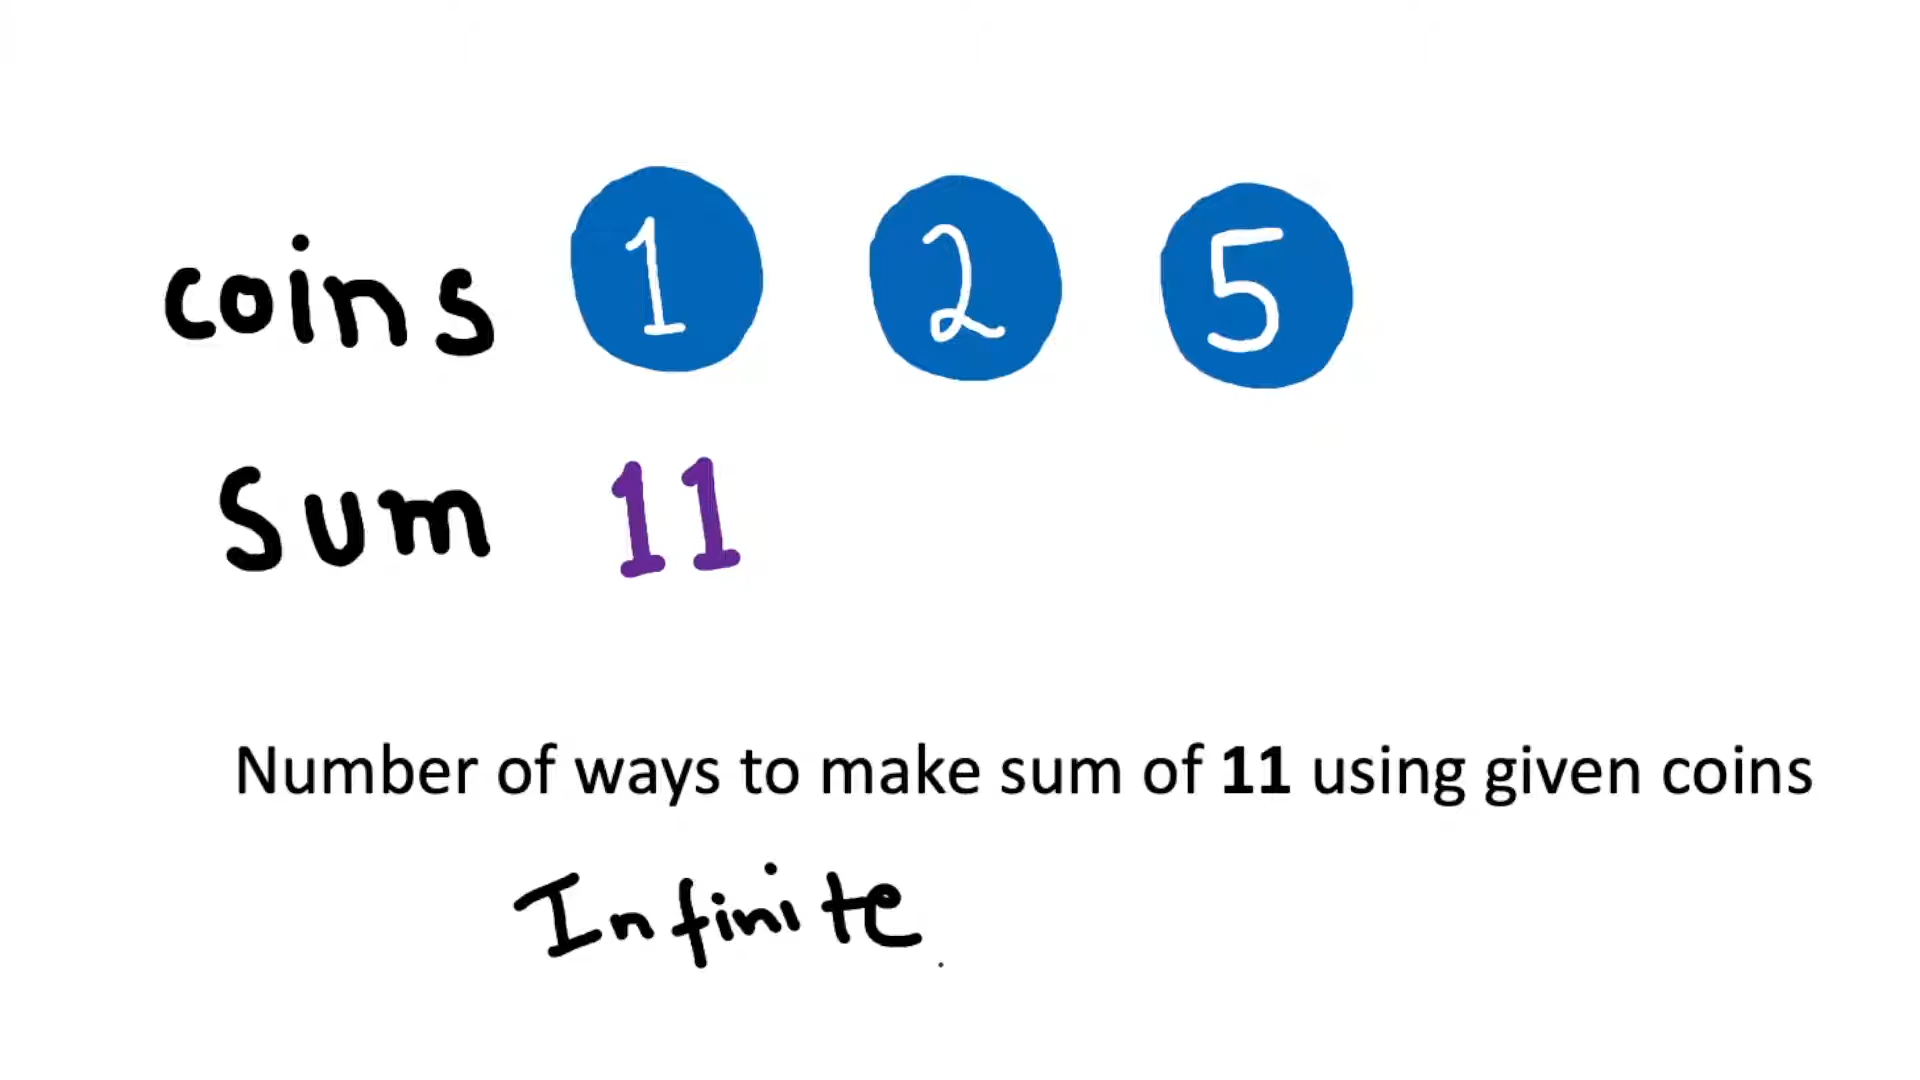 coins 1 2 5
Sum 11
Number of ways to make sum of 11 using given coins
Infinite